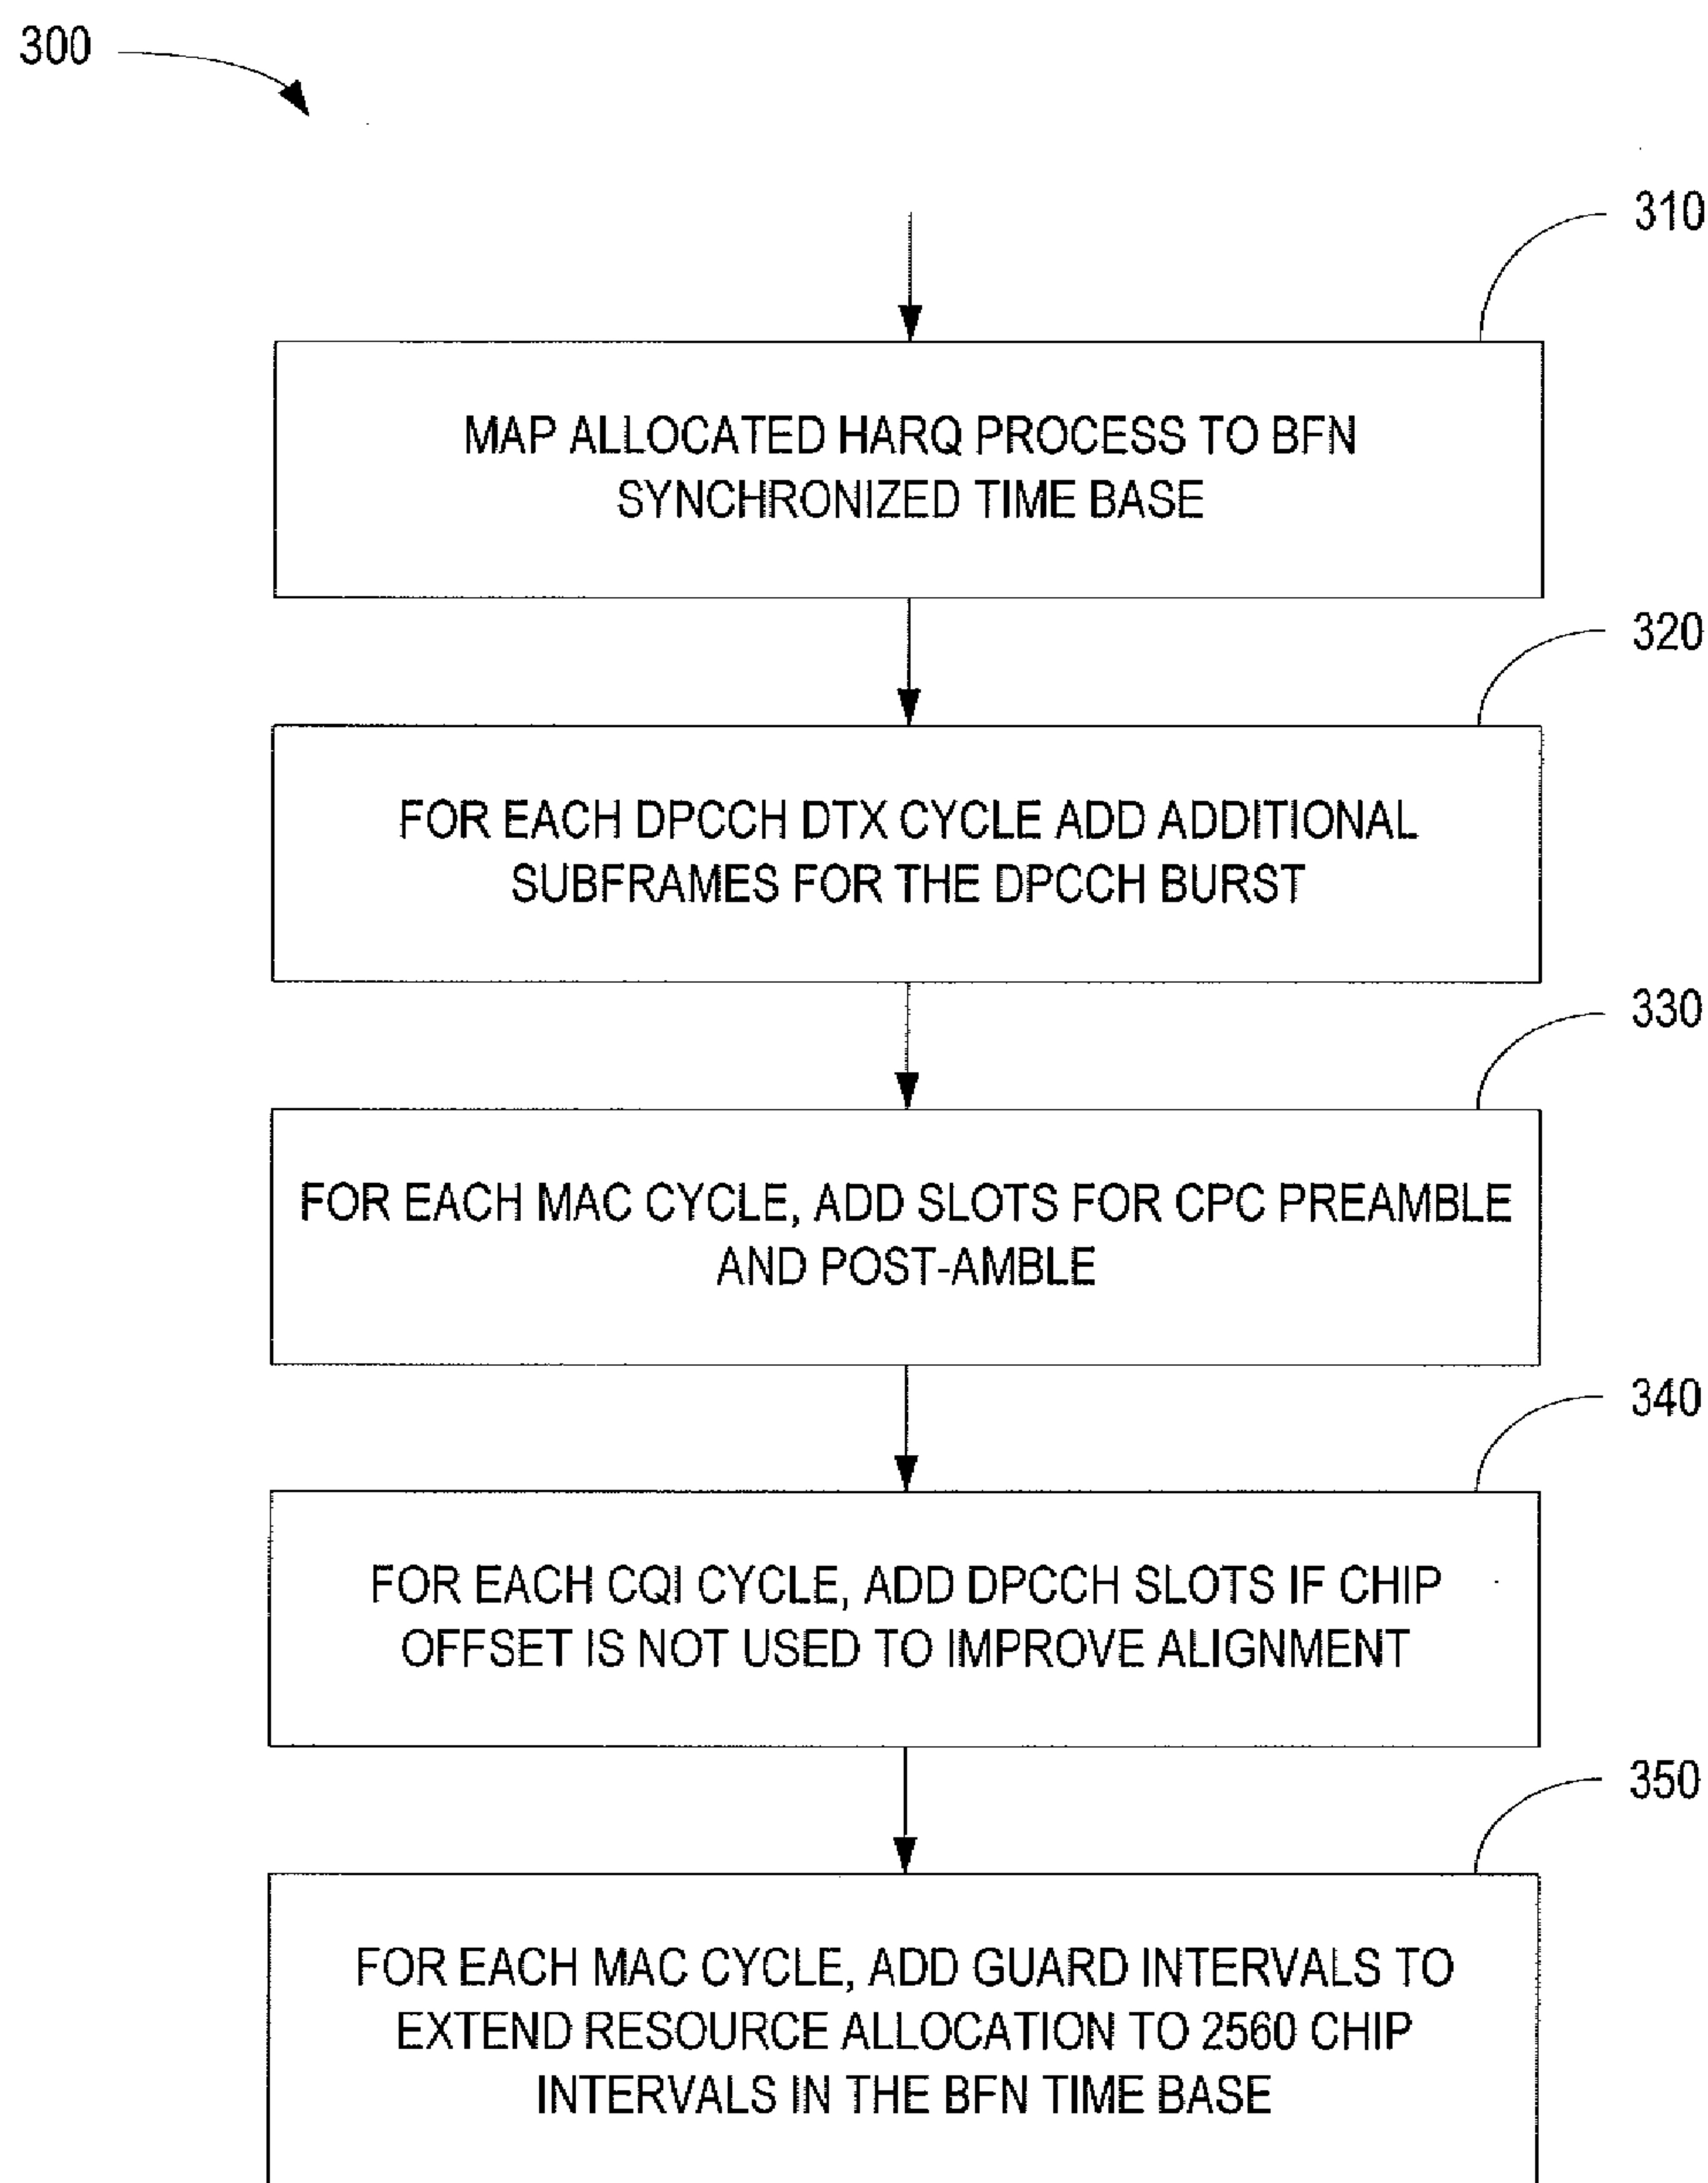 300
310
MAP ALLOCATED HARQ PROCESS TO BFN
SYNCHRONIZED TIME BASE
320
FOR EACH DPCCH DTX CYCLE ADD ADDITIONAL
SUBFRAMES FOR THE DPCCH BURST
330
FOR EACH MAC CYCLE, ADD SLOTS FOR CPC PREAMBLE
AND POST-AMBLE
340
FOR EACH CQI CYCLE, ADD DPCCH SLOTS IF CHIP
OFFSET IS NOT USED TO IMPROVE ALIGNMENT
350
FOR EACH MAC CYCLE, ADD GUARD INTERVALS TO
EXTEND RESOURCE ALLOCATION TO 2560 CHIP
INTERVALS IN THE BFN TIME BASE